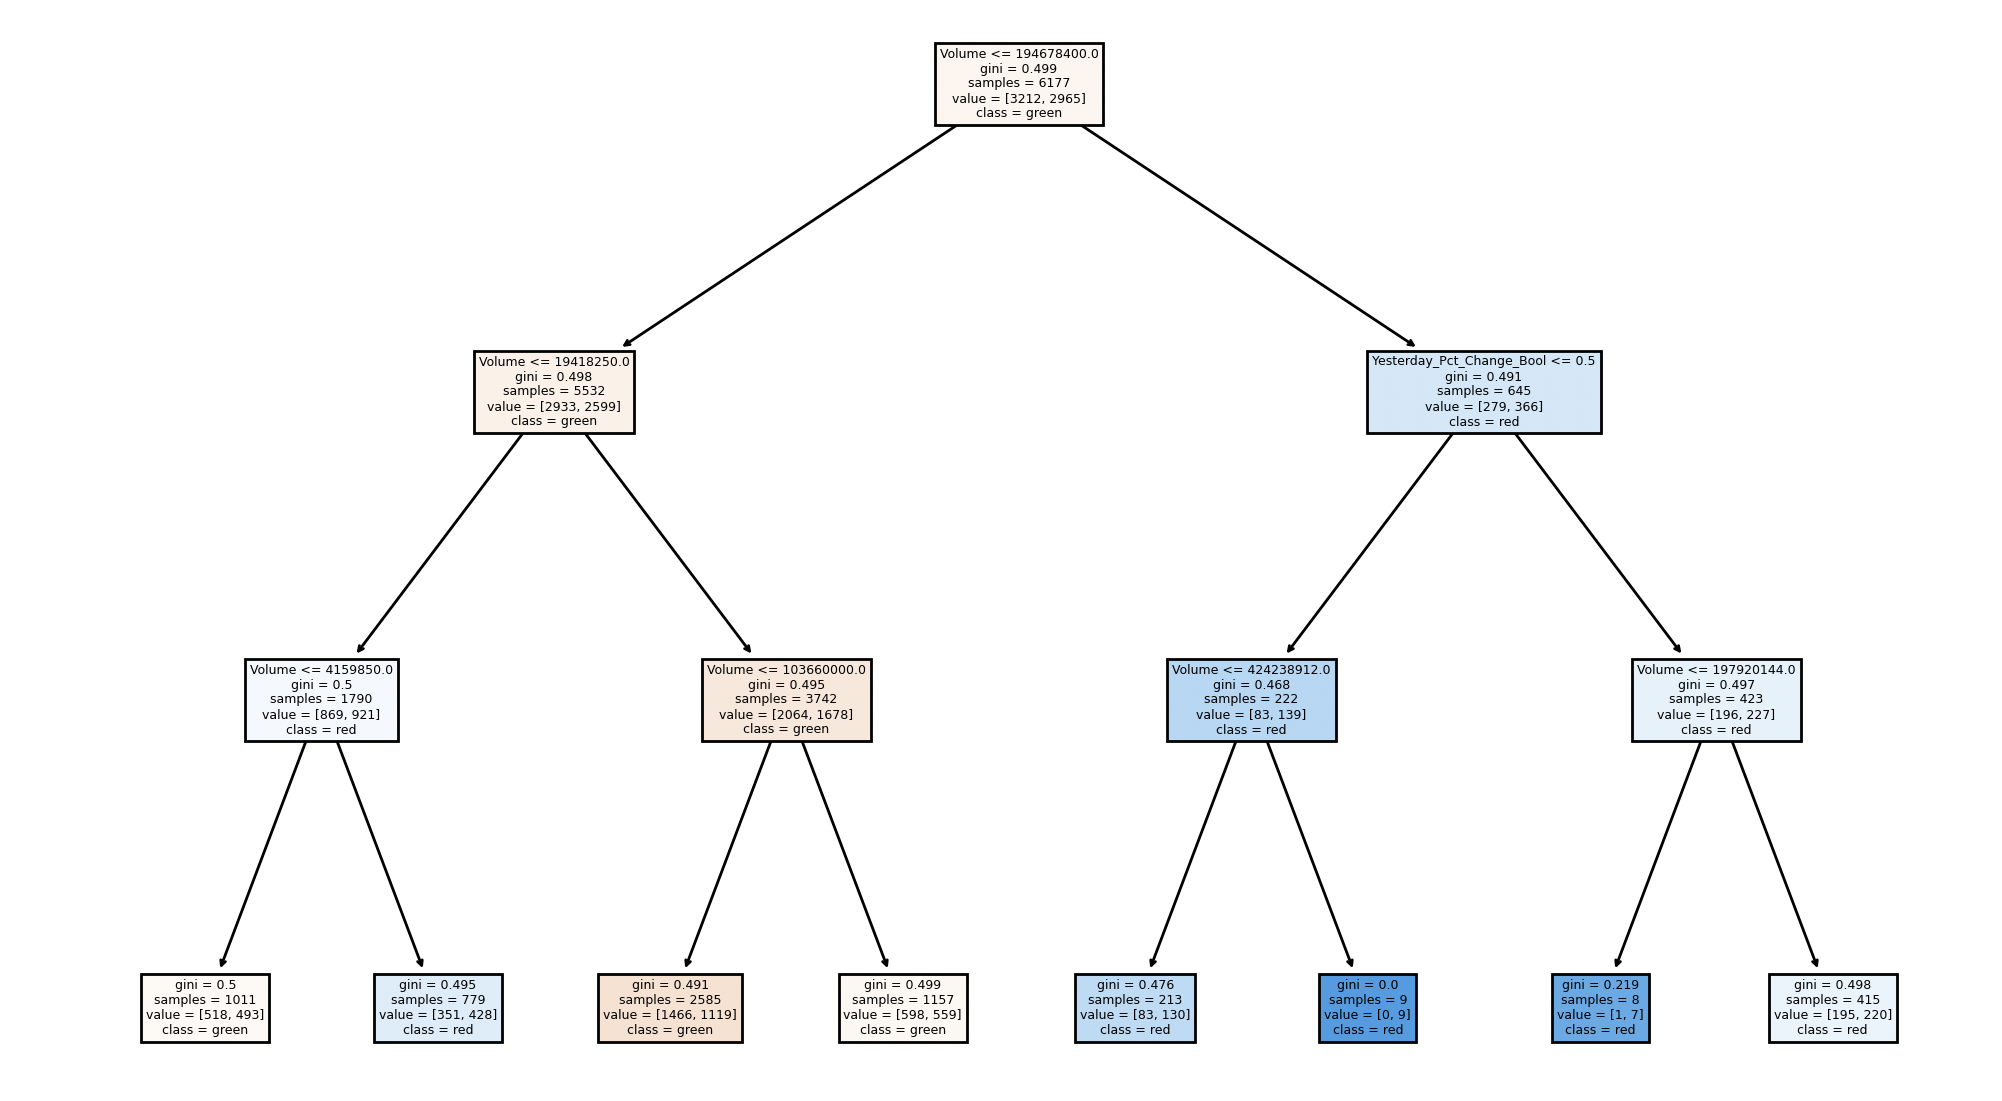 Volume <= 194678400.0
gini = 0.499
samples = 6177
value = [3212, 2965]
class = green
Volume <= 19418250.0
gini = 0.498
samples = 5532
value = [2933, 2599]
class = green
Yesterday_Pct_Change_Bool <= 0.5
gini = 0.491
samples = 645
value = [279, 366]
class = red
Volume <= 4159850.0
gini = 0.5
samples = 1790
value = [869, 921]
class = red
Volume <= 103660000.0
gini = 0.495
samples = 3742
value = [2064, 1678]
class = green
Volume <= 424238912.0
gini = 0.468
samples = 222
value = [83, 139]
class = red
Volume <= 197920144.0
gini = 0.497
samples = 423
value = [196, 227]
class = red
gini = 0.5
samples = 1011
value = [518, 493]
class = green
gini = 0.495
samples = 779
value = [351, 428]
class = red
gini = 0.491
samples = 2585
value = [1466, 1119]
class = green
gini = 0.499
samples = 1157
value = [598, 559]
class = green
gini = 0.476
samples = 213
value = [83, 130]
class = red
gini = 0.0
samples = 9
value = [0, 9]
class = red
gini = 0.219
samples = 8
value = [1, 7]
class = red
gini = 0.498
samples = 415
value = [195, 220]
class = red